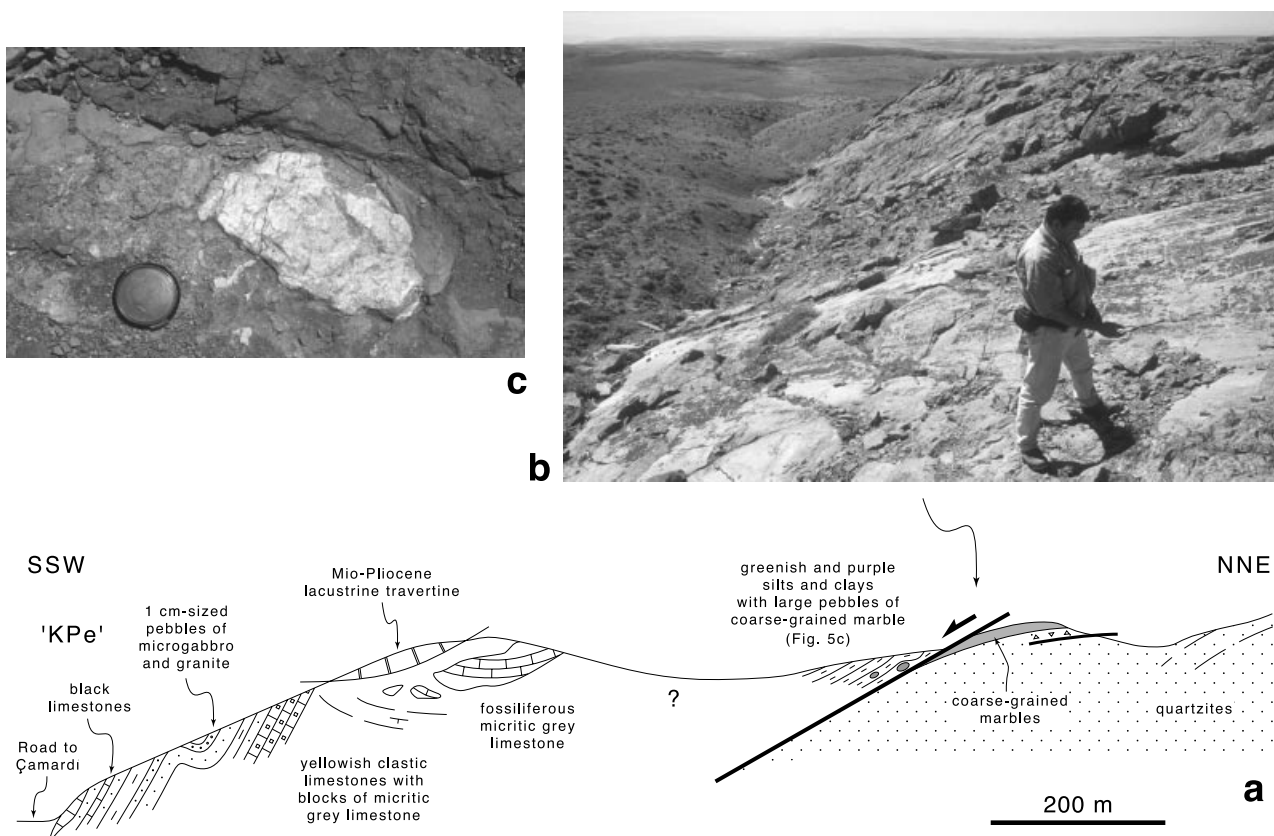 c
b
SSW
NNE
'KPe'
Mio-Pliocene
lacustrine travertine
greenish and purple
silts and clays
with large pebbles of
coarse-grained marble
(Fig. 5c)
1 cm-sized
pebbles of
microgabbro
and granite
black
limestones
Road to
Çamardi
yellowish clastic
limestones with
blocks of micritic
grey limestone
fossiliferous
micritic grey
limestone
?
coarse-grained
marbles
quartzites
a
200 m